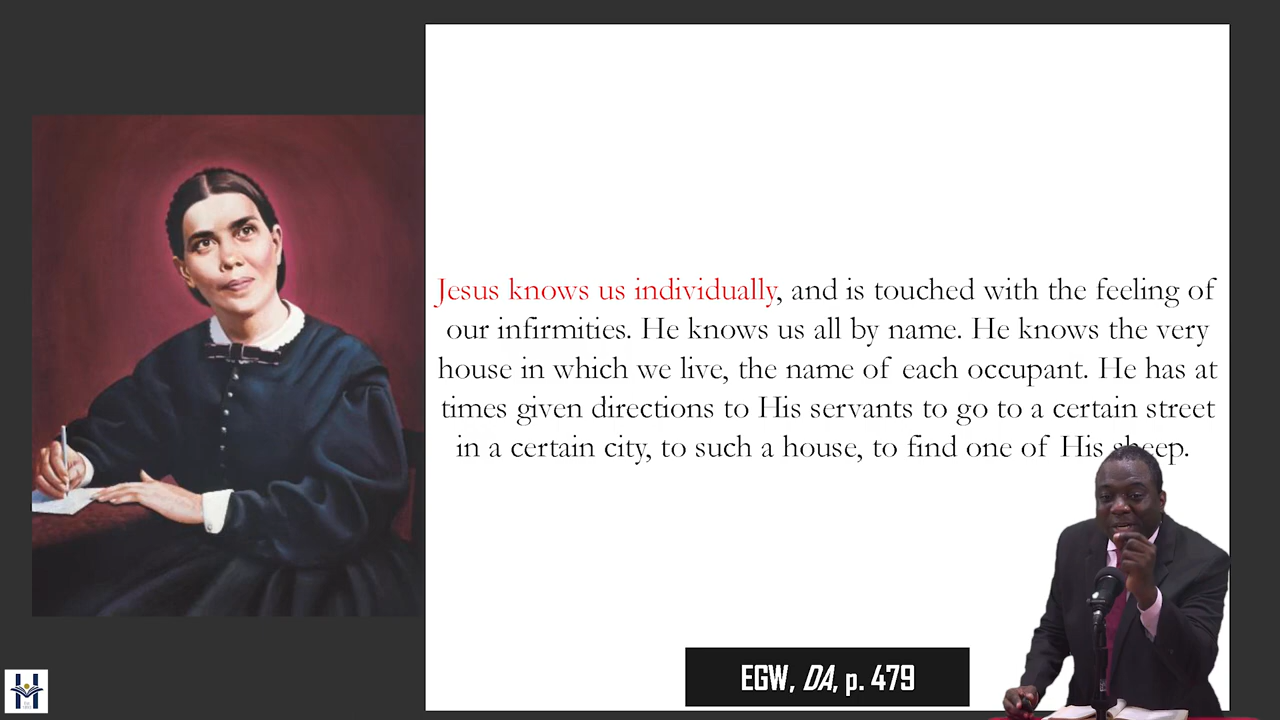 Jesus knows us individually, and is touched with the feeling of
our infirmities. He knows us all by name. He knows the very
house in which we live, the name of each occupant. He has at
times given directions to His servants to go to a certain street
in a certain city, to such a house, to find one of His sheep.
EGW, DA, p. 479
H